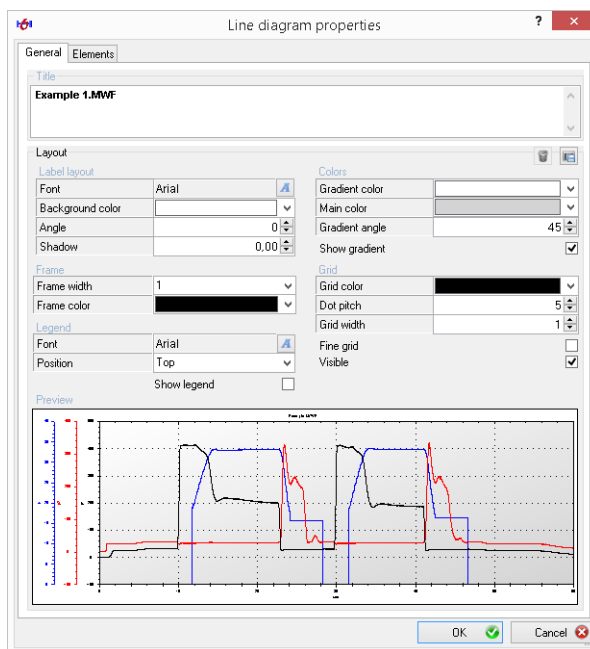 Line diagram properties
?
General Elements
Title
Example 1.MWF
Layout
Label layout
Font Arial A
Background color
Angle 0
Shadow 0,00
Frame
Frame width 1
Frame color
Legend
Font Arial A
Position Top
Show legend
Colors
Gradient color
Main color
Gradient angle 45
Show gradient
Grid
Grid color
Dot pitch 5
Grid width 1
Fine grid
Visible
Preview
Example 1.MWF
OK Cancel